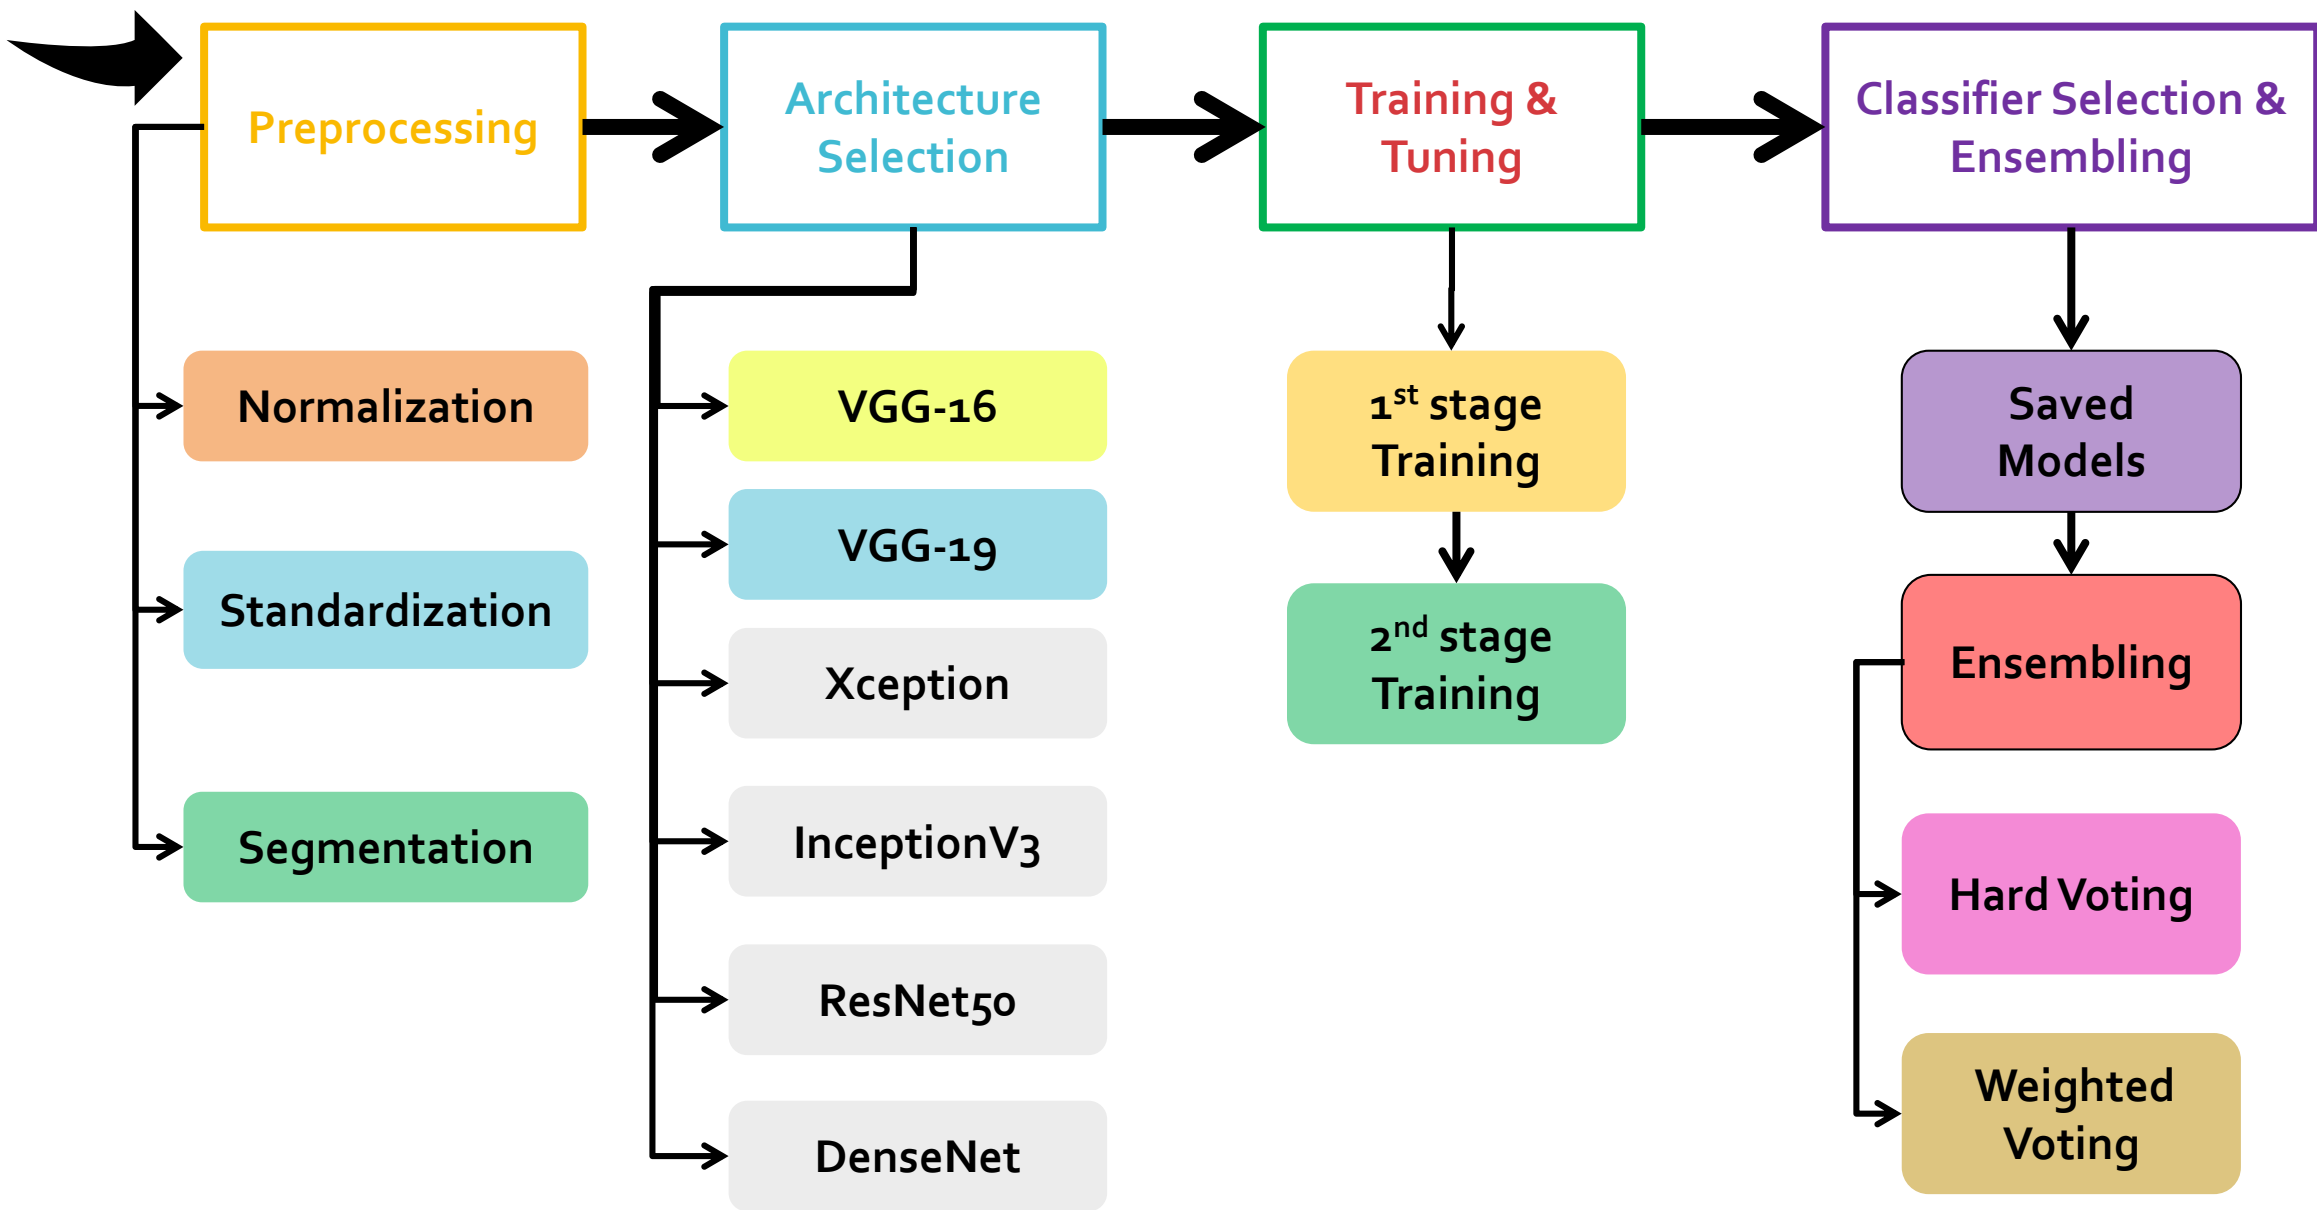 Preprocessing
Architecture
Selection
Training &
Tuning
Classifier Selection &
Ensembling
Normalization
Standardization
Segmentation
VGG-16
VGG-19
Xception
InceptionV3
ResNet50
DenseNet
1st stage
Training
2nd stage
Training
Saved
Models
Ensembling
Hard Voting
Weighted
Voting